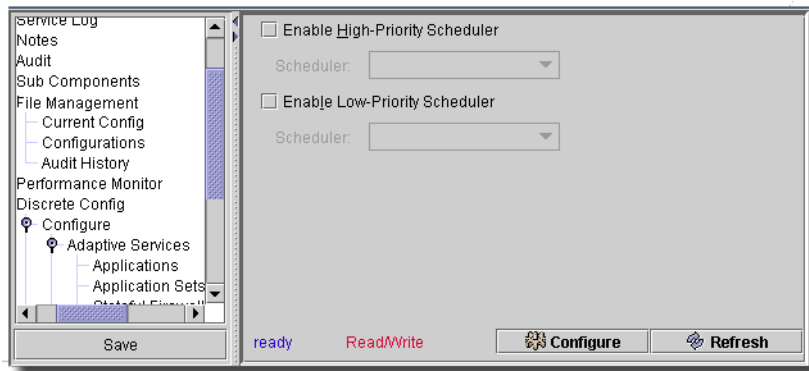 Service Log
Notes
Audit
Sub Components
File Management
Current Config
Configurations
Audit History
Performance Monitor
Discrete Config
Configure
Adaptive Services
Applications
Application Sets
Stateful Firewall
Save
Enable High-Priority Scheduler
Scheduler:
Enable Low-Priority Scheduler
Scheduler:
ready
Read/Write
Configure
Refresh